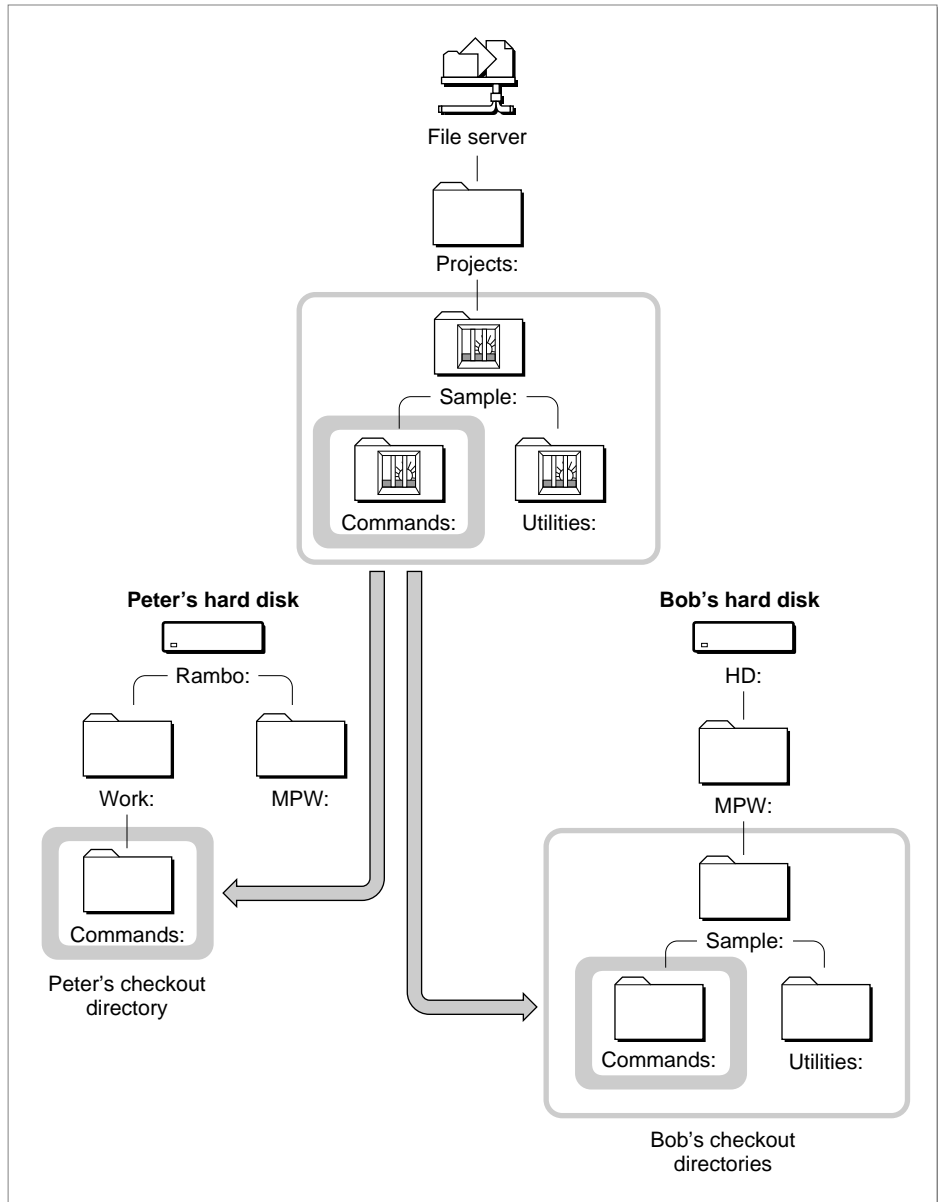 File server
Projects:
Sample:
Commands:
Utilities:
Peter's hard disk
Bob's hard disk
Rambo:
HD:
Work:
MPW:
MPW:
Commands:
Sample:
Peter's checkout
directory
Commands:
Utilities:
Bob's checkout
directories